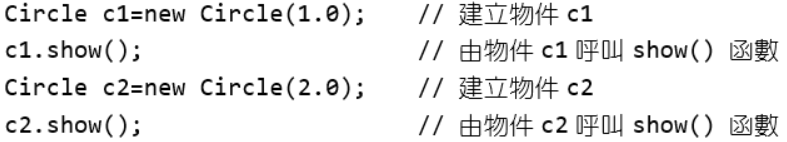 Circle c1=new Circle(1.0);    // 建立物件 c1
c1.show();                    // 由物件 c1 呼叫 show() 函數
Circle c2=new Circle(2.0);    // 建立物件 c2
c2.show();                    // 由物件 c2 呼叫 show() 函數